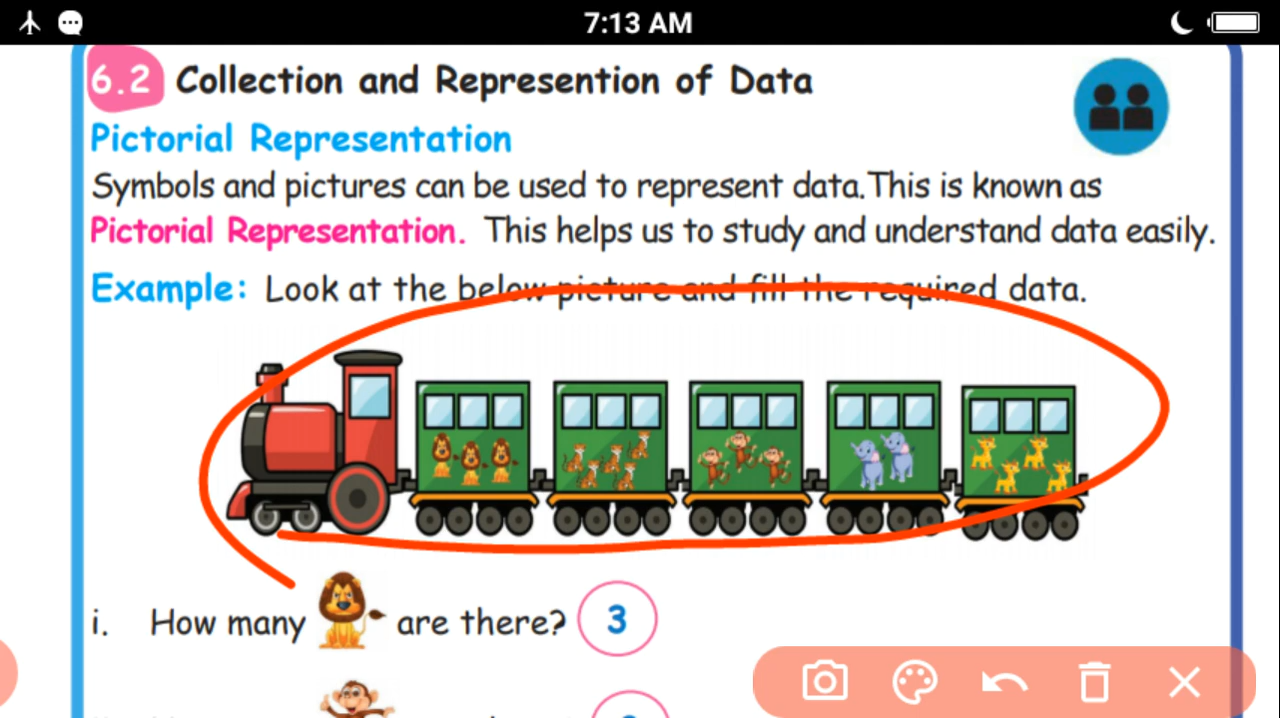 7:13 AM
6.2 Collection and Represention of Data
Pictorial Representation
Symbols and pictures can be used to represent data.This is known as
Pictorial Representation. This helps us to study and understand data easily.
Example: Look at the below picture and fill the required data.
i. How many are there? 3